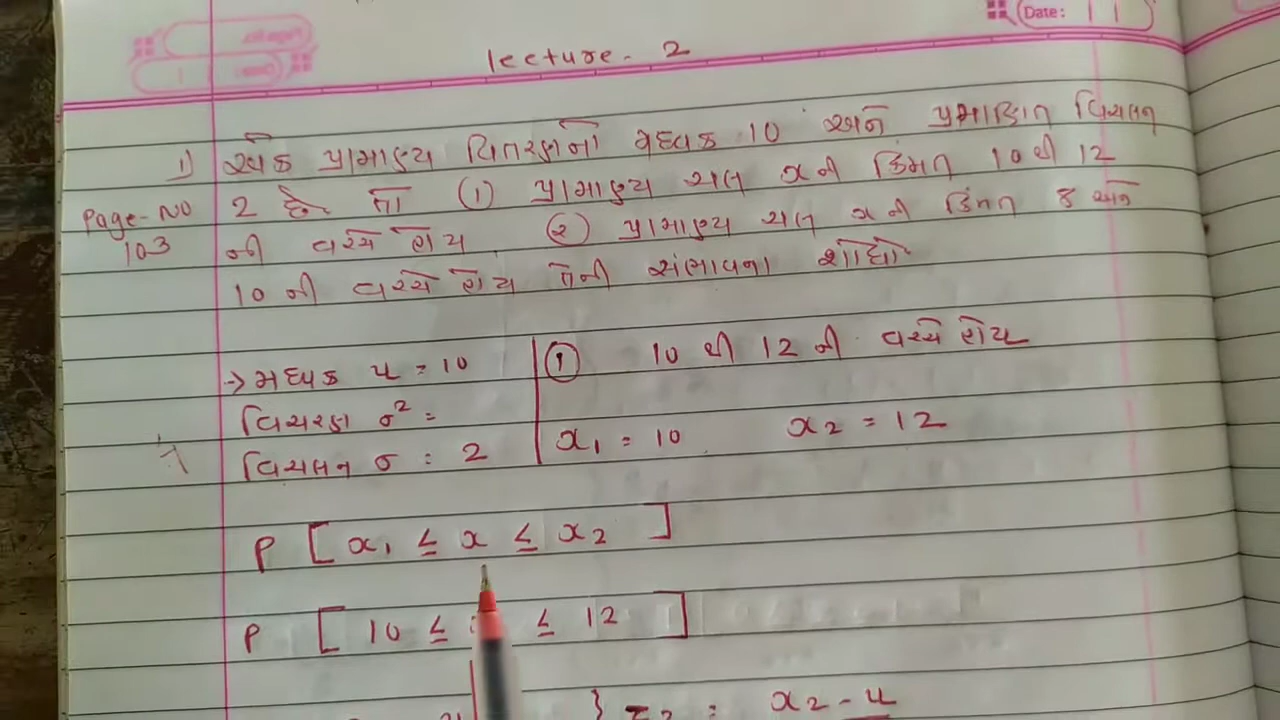 Date:
lecture - 2
1) એક પ્રામાણ્ય વિતરણનો મધ્યક 10 અને પ્રમાણિત વિચલન
Page-No 103
2 છે તો (1) પ્રામાણ્ય ચલ x ની કિંમત 10 થી 12
ની વચ્ચે હોય (૨) પ્રામાણ્ય ચલ x ની કિંમત 8 અને
10 ની વચ્ચે હોય તેની સંભાવના શોધો
→ મધ્યક μ = 10
વિચરણ σ² =
વિચલન σ = 2
① 10 થી 12 ની વચ્ચે હોય
x₁ = 10 x₂ = 12
P [ x₁ ≤ x ≤ x₂ ]
P [ 10 ≤ ≤ 12 ]
x₂ - μ